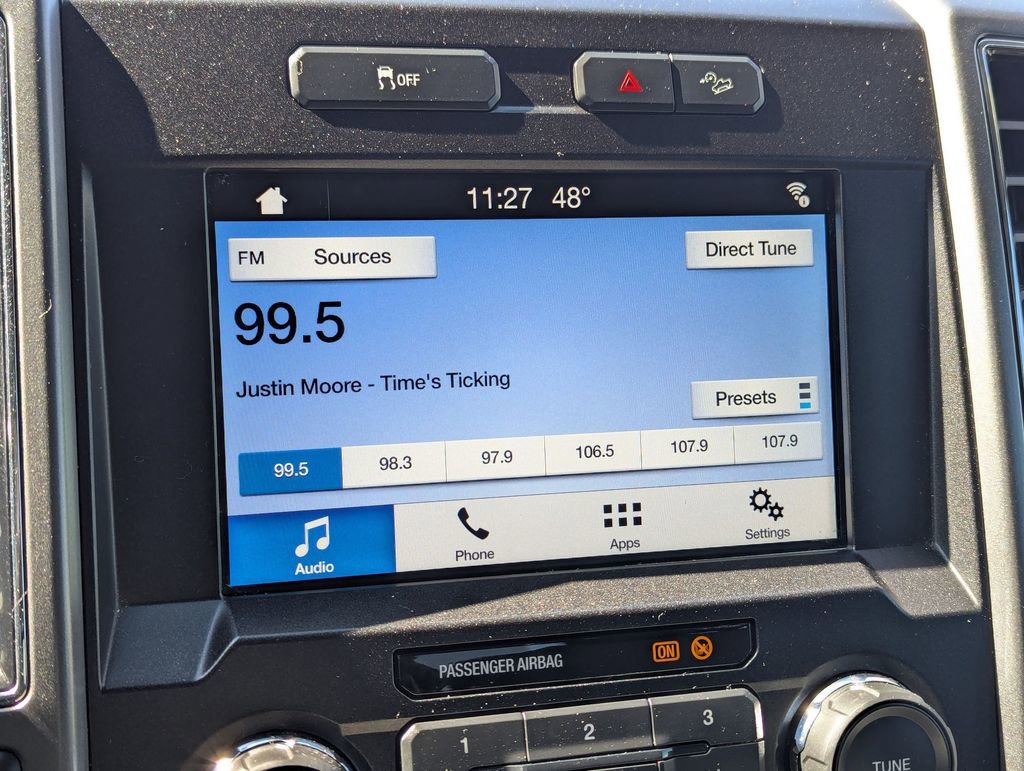 OFF
11:27 48°
FM Sources
Direct Tune
99.5
Justin Moore - Time's Ticking
Presets
99.5 98.3 97.9 106.5 107.9 107.9
Audio Phone Apps Settings
PASSENGER AIRBAG ON
1 2 3
TUNE